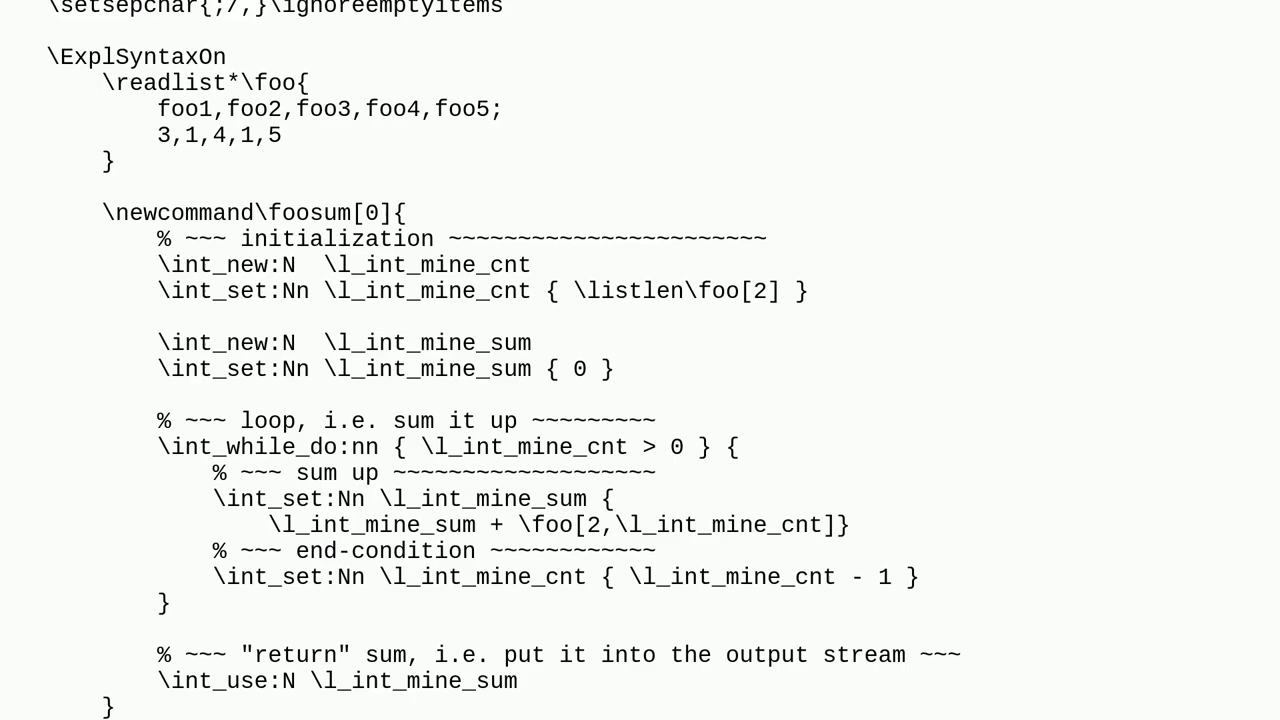 \setsepchar{;/,}\ignoreemptyitems
\ExplSyntaxOn
\readlist*\foo{
foo1,foo2,foo3,foo4,foo5;
3,1,4,1,5
}
\newcommand\foosum[0]{
% ~~~ initialization ~~~~~~~~~~~~~~~~~~~~~~~
\int_new:N  \l_int_mine_cnt
\int_set:Nn \l_int_mine_cnt { \listlen\foo[2] }
\int_new:N  \l_int_mine_sum
\int_set:Nn \l_int_mine_sum { 0 }
% ~~~ loop, i.e. sum it up ~~~~~~~~~
\int_while_do:nn { \l_int_mine_cnt > 0 } {
% ~~~ sum up ~~~~~~~~~~~~~~~~~~~
\int_set:Nn \l_int_mine_sum {
\l_int_mine_sum + \foo[2,\l_int_mine_cnt]}
% ~~~ end-condition ~~~~~~~~~~~~
\int_set:Nn \l_int_mine_cnt { \l_int_mine_cnt - 1 }
}
% ~~~ "return" sum, i.e. put it into the output stream ~~~
\int_use:N \l_int_mine_sum
}